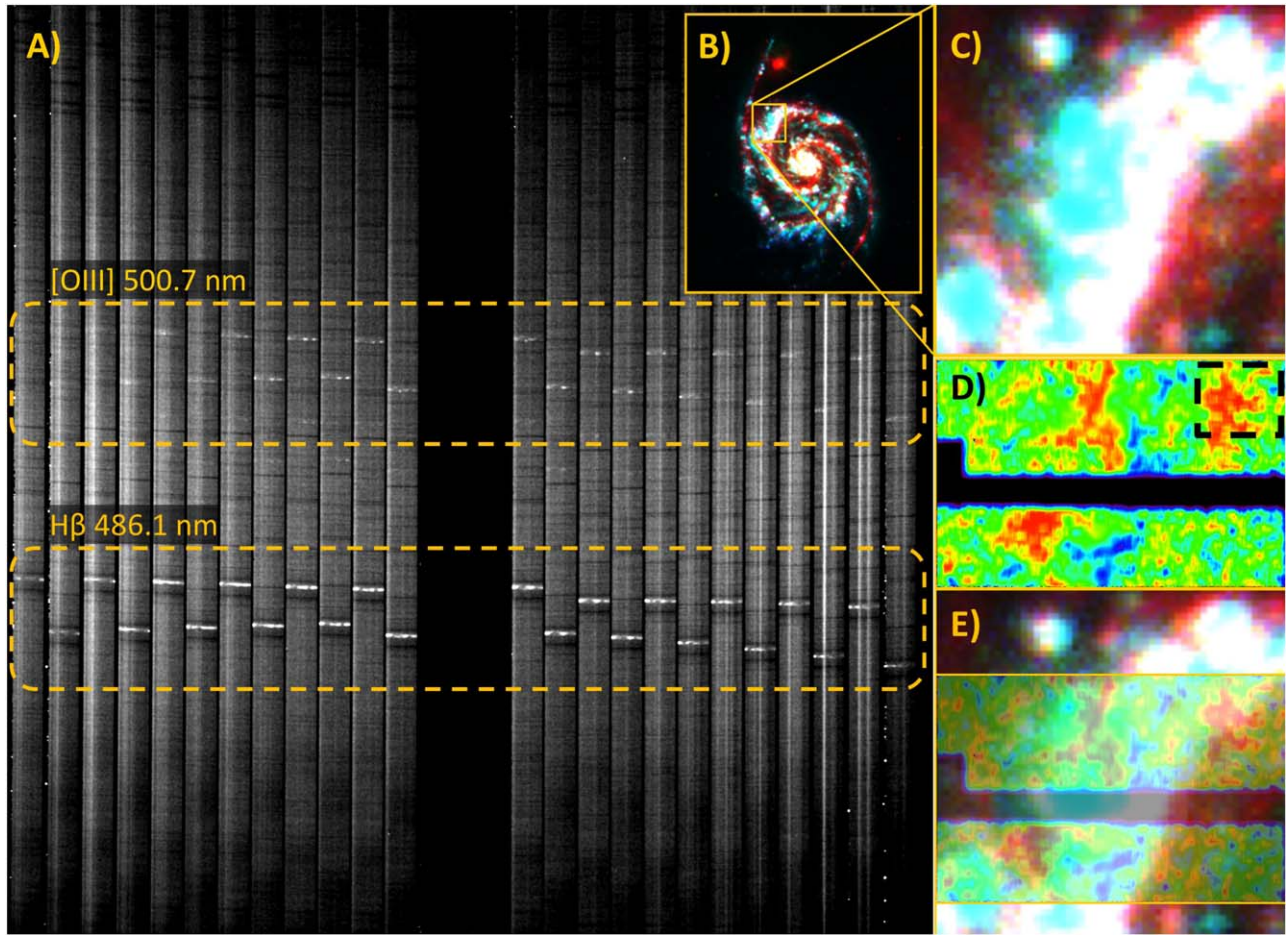 A)
B)
C)
[OIII] 500.7 nm
D)
Hβ 486.1 nm
E)